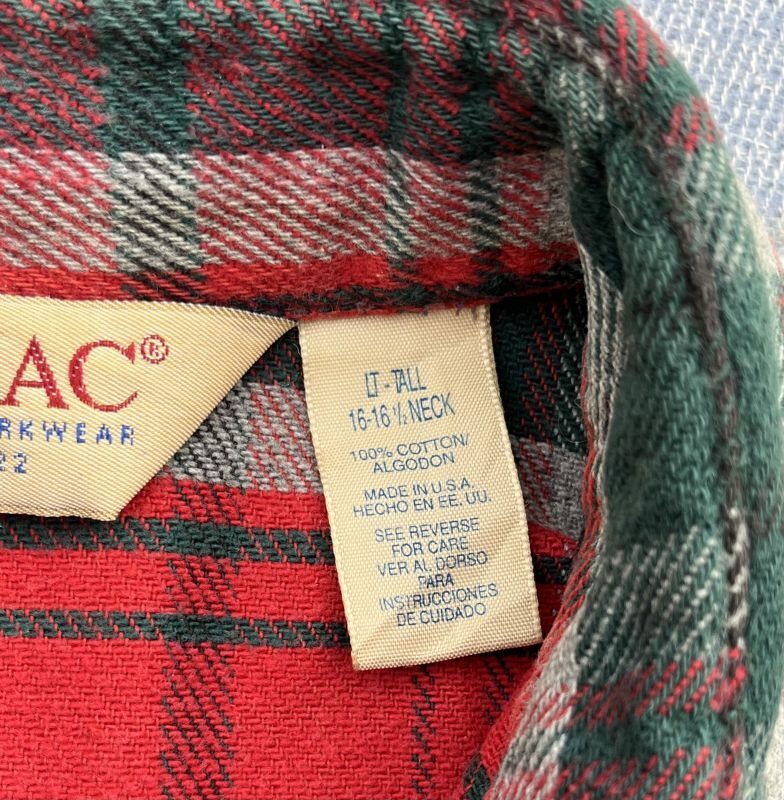 AC®
RKWEAR
22
LT - TALL
16-16 ½ NECK
100% COTTON/
ALGODON
MADE IN U.S.A.
HECHO EN EE. UU.
SEE REVERSE
FOR CARE
VER AL DORSO
PARA
INSTRUCCIONES
DE CUIDADO